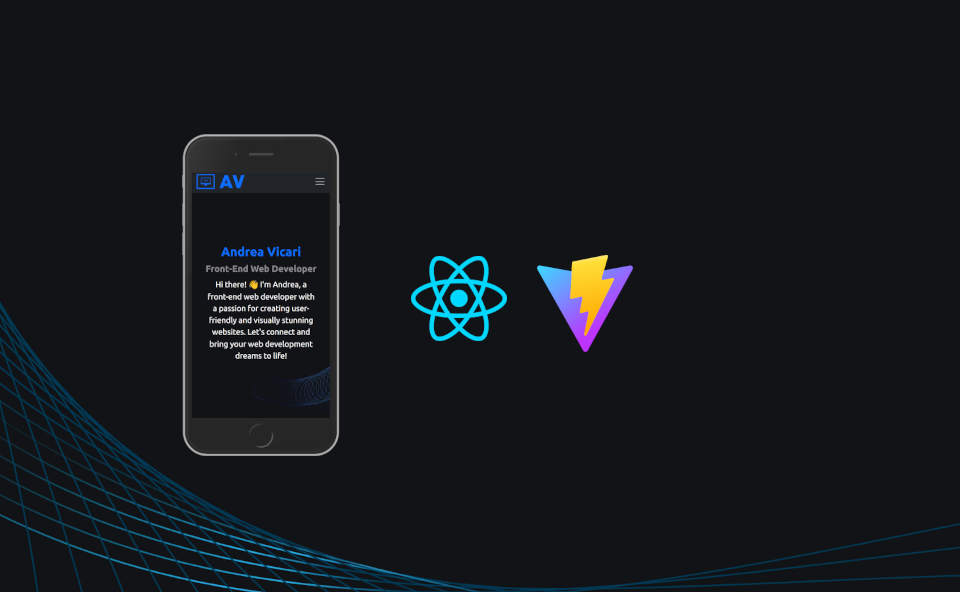 AV
Andrea Vicari
Front-End Web Developer
Hi there! 👋 I'm Andrea, a
front-end web developer with
a passion for creating user-
friendly and visually stunning
websites. Let's connect and
bring your web development
dreams to life!